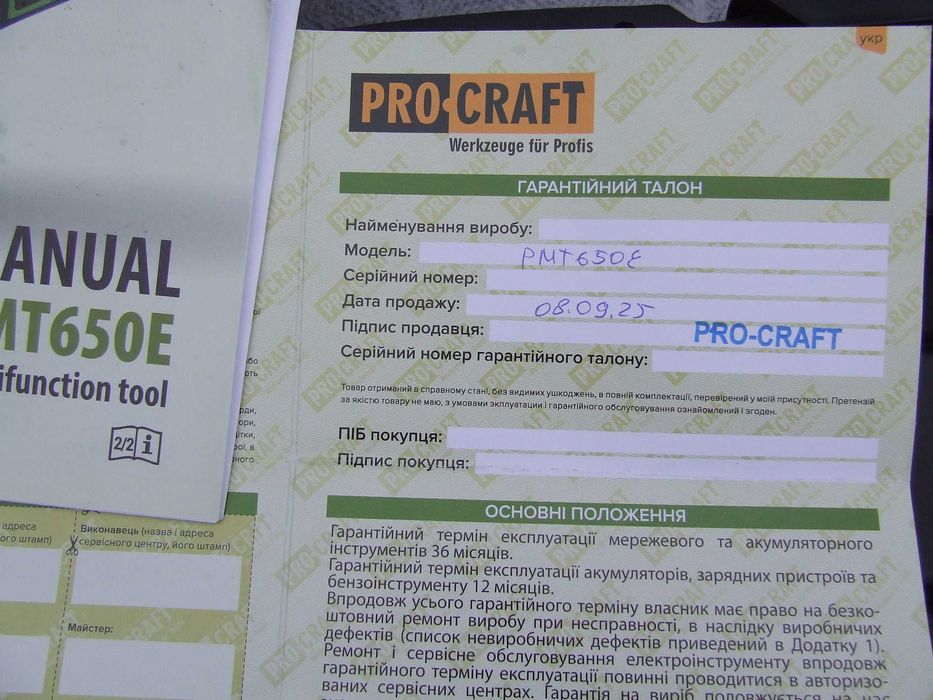 ANUAL
MT650E
ifunction tool
2/2 i
укр
PRO·CRAFT
Werkzeuge für Profis
ГАРАНТІЙНИЙ ТАЛОН
Найменування виробу:
Модель: PMT650E
Серійний номер:
Дата продажу: 08.09.25
Підпис продавця: PRO-CRAFT
Серійний номер гарантійного талону:
Товар отриманий в справному стані, без видимих ушкоджень, в повній комплектації, перевірений у моїй присутності. Претензій
за якістю товару не маю, з умовами эксплуатации і гарантійного обслуговування ознайомлений і згоден.
ПІБ покупця:
Підпис покупця:
ОСНОВНІ ПОЛОЖЕННЯ
Гарантійний термін експлуатації мережевого та акумуляторного
інструментів 36 місяців.
Гарантійний термін експлуатації акумуляторів, зарядних пристроїв та
бензоінструменту 12 місяців.
Впродовж усього гарантійного терміну власник має право на безко-
штовний ремонт виробу при несправності, в наслідку виробничих
дефектів (список невиробничих дефектів приведений в Додатку 1).
Ремонт і сервісне обслуговування електроінструменту впродовж
гарантійного терміну експлуатації повинні проводитися в авторизо-
ваних сервісних центрах. Гарантія на виріб
адреса
штамп)
Виконавець (назва і адреса
сервісного центру, його штамп)
Майстер: